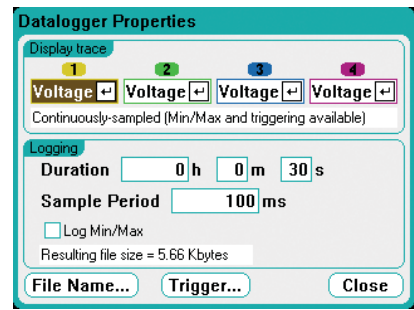 Datalogger Properties
Display trace
1 2 3 4
Voltage ↵ Voltage ↵ Voltage ↵ Voltage ↵
Continuously-sampled (Min/Max and triggering available)
Logging
Duration 0 h 0 m 30 s
Sample Period 100 ms
Log Min/Max
Resulting file size = 5.66 Kbytes
File Name... Trigger... Close